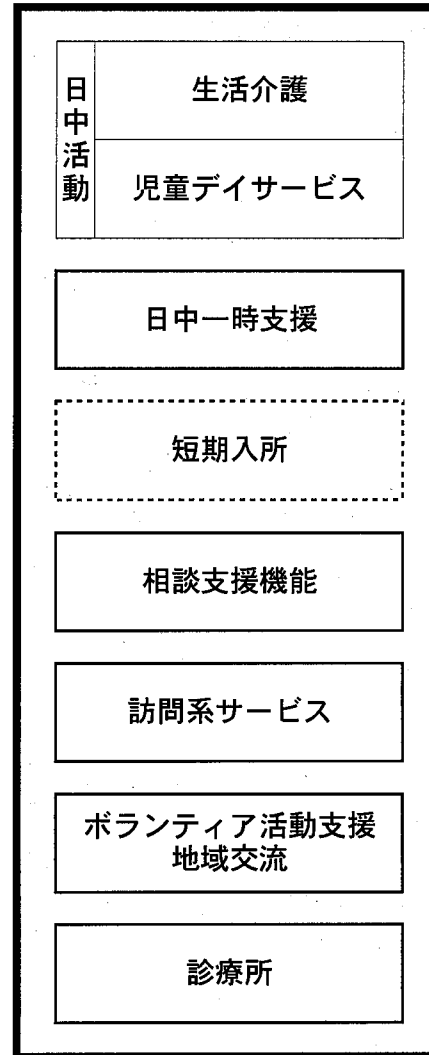 日中活動
生活介護
児童デイサービス
日中一時支援
短期入所
相談支援機能
訪問系サービス
ボランティア活動支援
地域交流
診療所